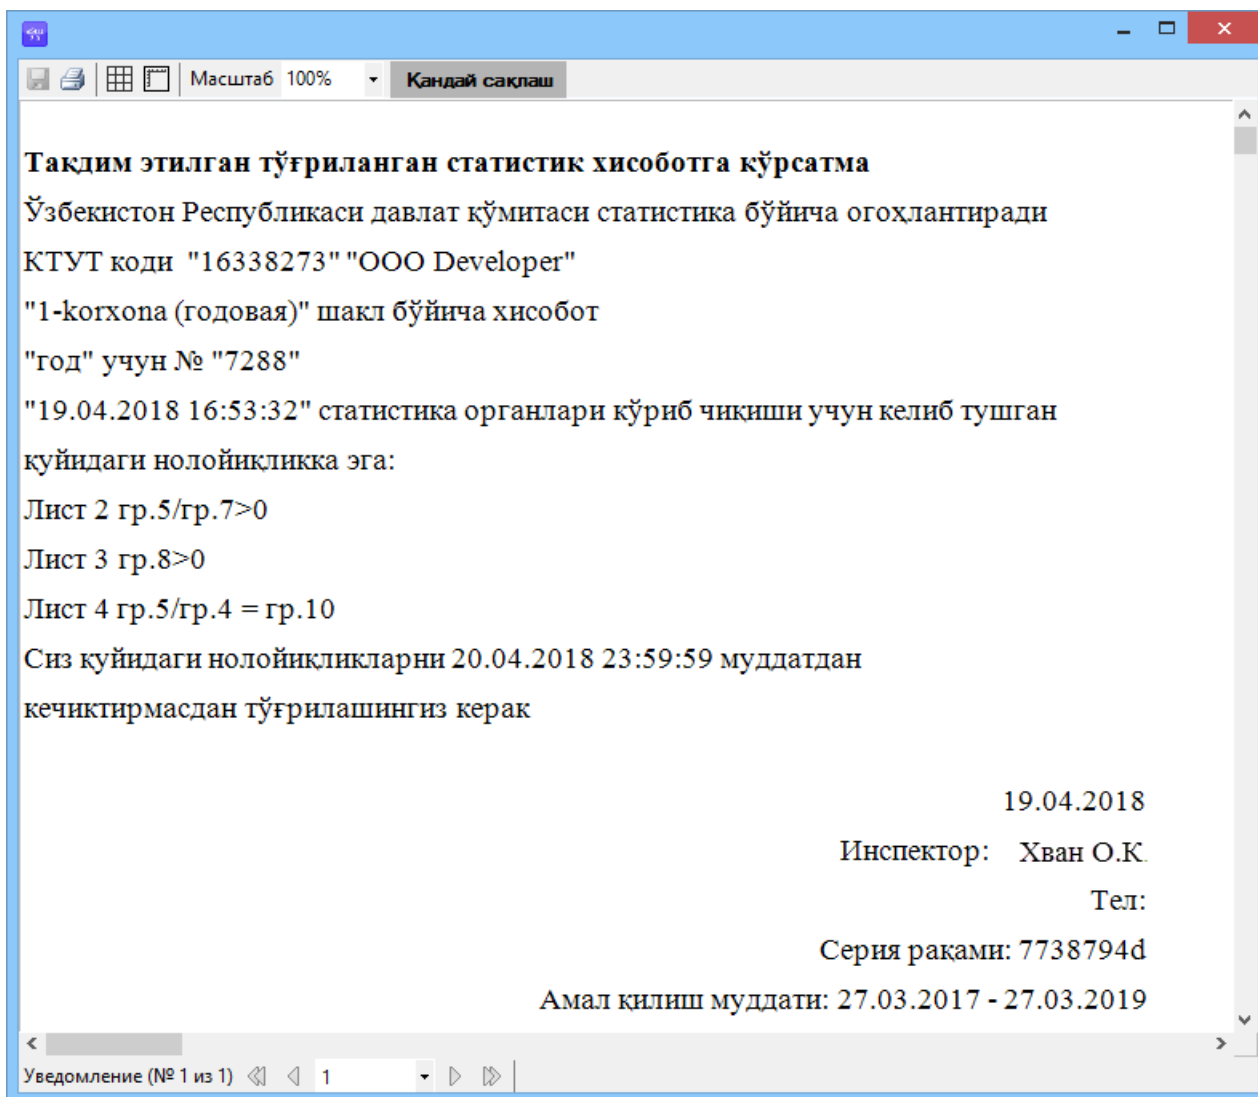 Масштаб 100% Қандай сақлаш
Тақдим этилган тўғриланган статистик хисоботга кўрсатма
Ўзбекистон Республикаси давлат қўмитаси статистика бўйича огоҳлантиради
КТУТ коди "16338273" "ООО Developer"
"1-korxona (годовая)" шакл бўйича хисобот
"год" учун № "7288"
"19.04.2018 16:53:32" статистика органлари кўриб чиқиши учун келиб тушган
қуйидаги нолойиқликка эга:
Лист 2 гр.5/гр.7>0
Лист 3 гр.8>0
Лист 4 гр.5/гр.4 = гр.10
Сиз қуйидаги нолойиқликларни 20.04.2018 23:59:59 муддатдан
кечиктирмасдан тўғрилашингиз керак
19.04.2018
Инспектор: Хван О.К.
Тел:
Серия рақами: 7738794d
Амал қилиш муддати: 27.03.2017 - 27.03.2019
Уведомление (№ 1 из 1) 1